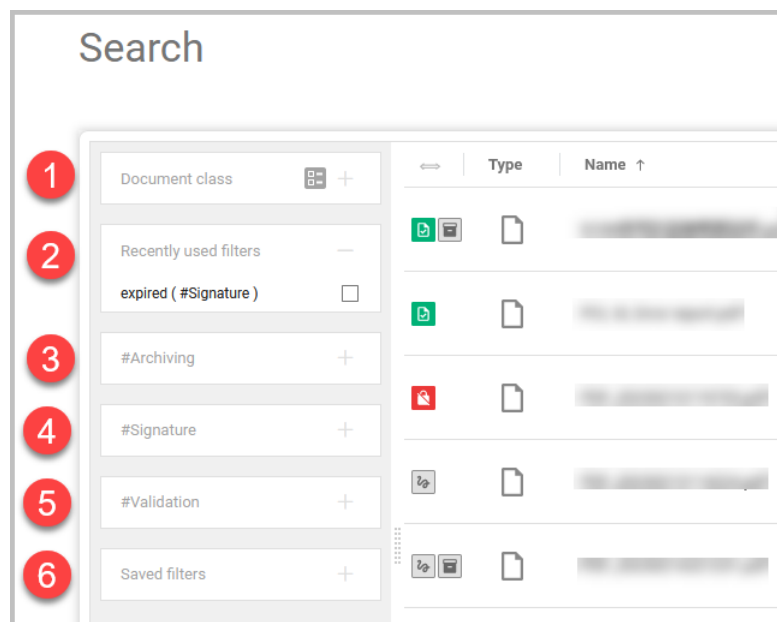 Search
1
Document class
Type
Name ↑
2
Recently used filters
expired ( #Signature )
3
#Archiving
4
#Signature
5
#Validation
6
Saved filters